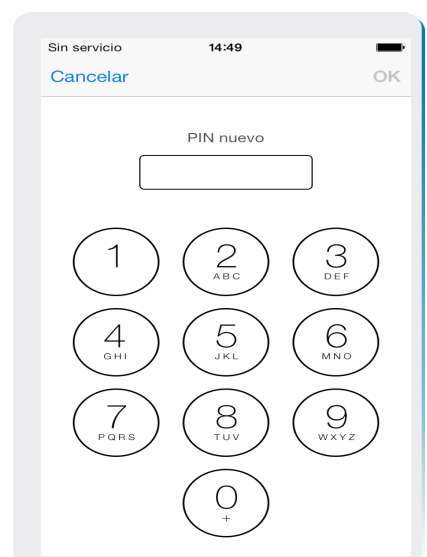 Sin servicio 14:49
Cancelar OK
PIN nuevo
1 2 3
ABC DEF
4 5 6
GHI JKL MNO
7 8 9
PQRS TUV WXYZ
0
+